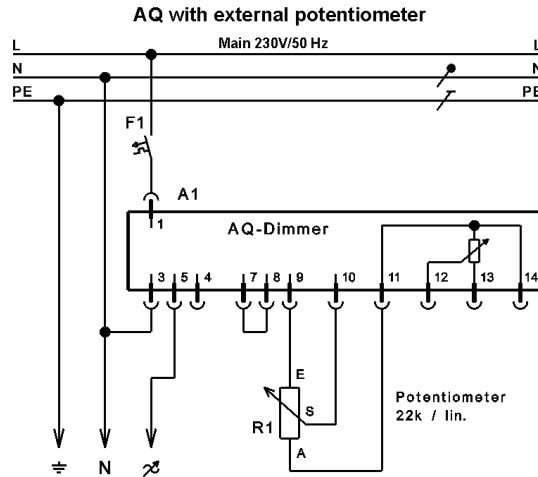 AQ with external potentiometer
L Main 230V/50 Hz L
N N
PE PE
F1
A1
1
AQ-Dimmer
3 5 4 7 8 9 10 11 12 13 14
E
S
R1
A
Potentiometer
22k / lin.
N